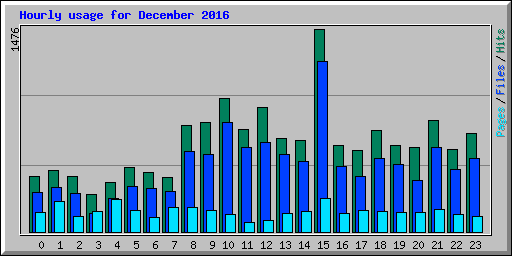 Hourly usage for December 2016
1476
Pages/Files/Hits
0 1 2 3 4 5 6 7 8 9 10 11 12 13 14 15 16 17 18 19 20 21 22 23